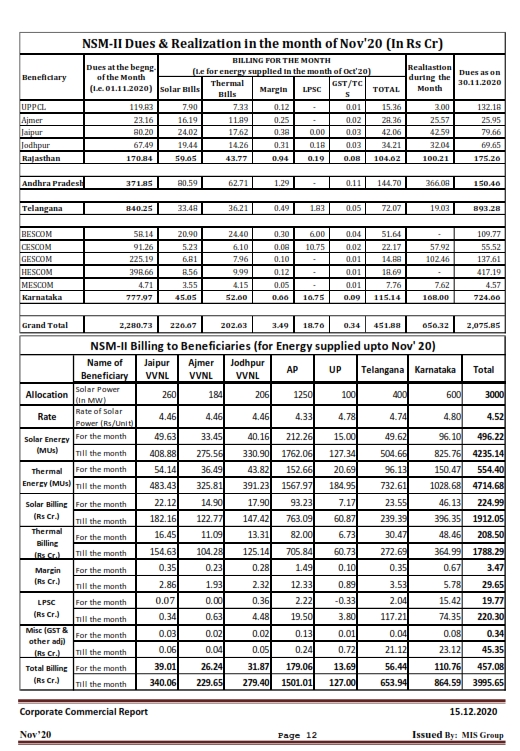 NSM-II Dues & Realization in the month of Nov'20 (In Rs Cr)
Beneficiary | Dues at the begng. of the Month (i.e. 01.11.2020) | BILLING FOR THE MONTH (i.e for energy supplied in the month of Oct'20) | Realiastion during the Month | Dues as on 30.11.2020
Solar Bills | Thermal Bills | Margin | LPSC | GST/TCS | TOTAL
UPPCL 119.83 7.90 7.33 0.12 - 0.01 15.36 3.00 132.18
Ajmer 23.16 16.19 11.89 0.25 - 0.02 28.36 25.57 25.95
Jaipur 80.20 24.02 17.62 0.38 0.00 0.03 42.06 42.59 79.66
Jodhpur 67.49 19.44 14.26 0.31 0.18 0.03 34.21 32.04 69.65
Rajasthan 170.84 59.65 43.77 0.94 0.19 0.08 104.62 100.21 175.26
Andhra Pradesh 371.85 80.59 62.71 1.29 - 0.11 144.70 366.08 150.46
Telangana 840.25 33.48 36.21 0.49 1.83 0.05 72.07 19.03 893.28
BESCOM 58.14 20.90 24.40 0.30 6.00 0.04 51.64 - 109.77
CESCOM 91.26 5.23 6.10 0.08 10.75 0.02 22.17 57.92 55.52
GESCOM 225.19 6.81 7.96 0.10 - 0.01 14.88 102.46 137.61
HESCOM 398.66 8.56 9.99 0.12 - 0.01 18.69 - 417.19
MESCOM 4.71 3.55 4.15 0.05 - 0.01 7.76 7.62 4.57
Karnataka 777.97 45.05 52.60 0.66 16.75 0.09 115.14 168.00 724.66
Grand Total 2,280.73 226.67 202.63 3.49 18.76 0.34 451.88 656.32 2,075.85
NSM-II Billing to Beneficiaries (for Energy supplied upto Nov' 20)
Name of Beneficiary | Jaipur VVNL | Ajmer VVNL | Jodhpur VVNL | AP | UP | Telangana | Karnataka | Total
Allocation Solar Power (In MW) 260 184 206 1250 100 400 600 3000
Rate Rate of Solar Power (Rs/Unit) 4.46 4.46 4.46 4.33 4.78 4.74 4.80 4.52
Solar Energy (MUs) For the month 49.63 33.45 40.16 212.26 15.00 49.62 96.10 496.22
Till the month 408.88 275.56 330.90 1762.06 127.34 504.66 825.76 4235.14
Thermal Energy (MUs) For the month 54.14 36.49 43.82 152.66 20.69 96.13 150.47 554.40
Till the month 483.43 325.81 391.23 1567.97 184.95 732.61 1028.68 4714.68
Solar Billing (Rs Cr.) For the month 22.12 14.90 17.90 93.23 7.17 23.55 46.13 224.99
Till the month 182.16 122.77 147.42 763.09 60.87 239.39 396.35 1912.05
Thermal Billing (Rs Cr.) For the month 16.45 11.09 13.31 82.00 6.73 30.47 48.46 208.50
Till the month 154.63 104.28 125.14 705.84 60.73 272.69 364.99 1788.29
Margin (Rs Cr.) For the month 0.35 0.23 0.28 1.49 0.10 0.35 0.67 3.47
Till the month 2.86 1.93 2.32 12.33 0.89 3.53 5.78 29.65
LPSC (Rs Cr.) For the month 0.07 0.00 0.36 2.22 -0.33 2.04 15.42 19.77
Till the month 0.34 0.63 4.48 19.50 3.80 117.21 74.35 220.30
Misc (GST & other adj) (Rs Cr.) For the month 0.03 0.02 0.02 0.13 0.01 0.04 0.08 0.34
Till the month 0.06 0.04 0.05 0.24 0.72 21.12 23.12 45.35
Total Billing (Rs Cr.) For the month 39.01 26.24 31.87 179.06 13.69 56.44 110.76 457.08
Till the month 340.06 229.65 279.40 1501.01 127.00 653.94 864.59 3995.65
Corporate Commercial Report 15.12.2020
Nov'20 Page 12 Issued By: MIS Group